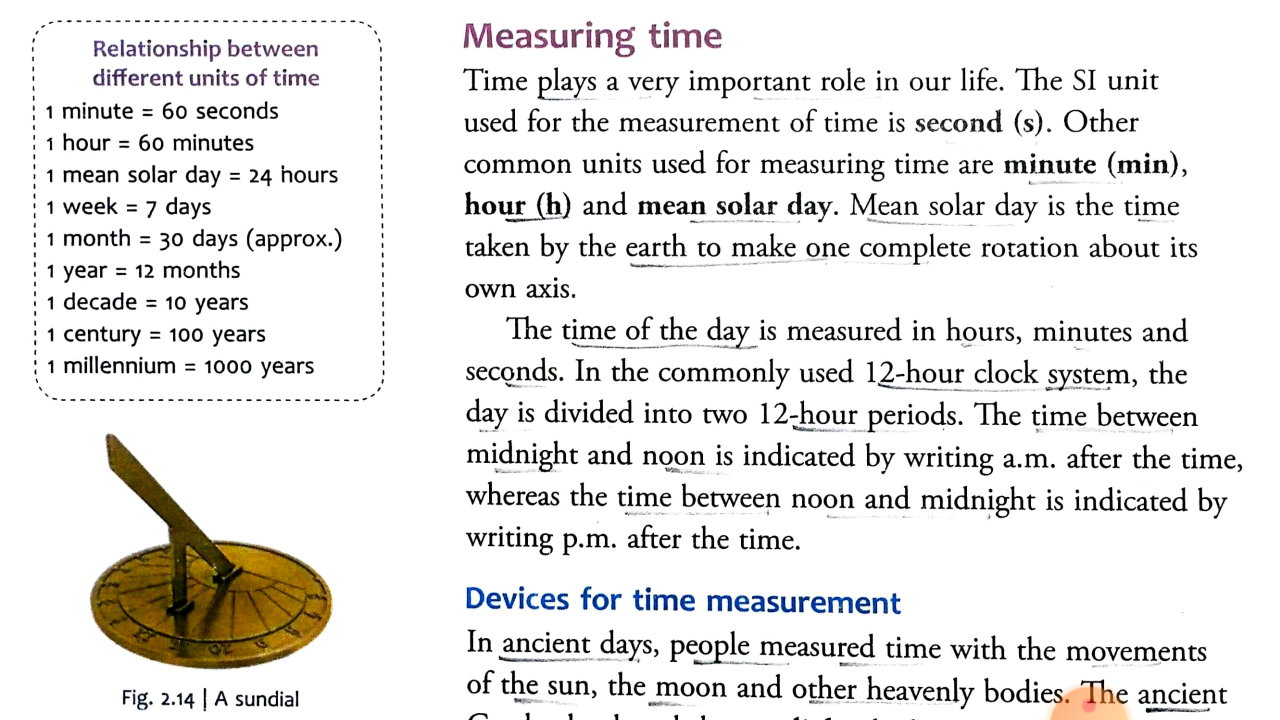 Relationship between
different units of time
1 minute = 60 seconds
1 hour = 60 minutes
1 mean solar day = 24 hours
1 week = 7 days
1 month = 30 days (approx.)
1 year = 12 months
1 decade = 10 years
1 century = 100 years
1 millennium = 1000 years
Fig. 2.14 | A sundial
Measuring time
Time plays a very important role in our life. The SI unit
used for the measurement of time is second (s). Other
common units used for measuring time are minute (min),
hour (h) and mean solar day. Mean solar day is the time
taken by the earth to make one complete rotation about its
own axis.
The time of the day is measured in hours, minutes and
seconds. In the commonly used 12-hour clock system, the
day is divided into two 12-hour periods. The time between
midnight and noon is indicated by writing a.m. after the time,
whereas the time between noon and midnight is indicated by
writing p.m. after the time.
Devices for time measurement
In ancient days, people measured time with the movements
of the sun, the moon and other heavenly bodies. The ancient